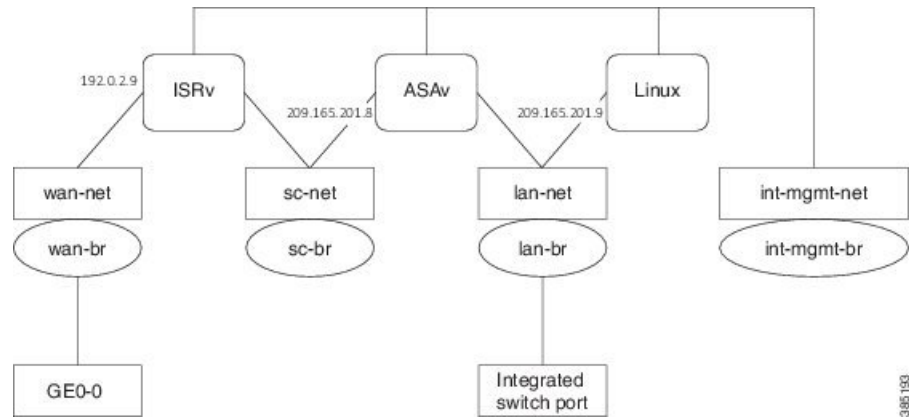 ISRv
ASAv
Linux
192.0.2.9
209.165.201.8
209.165.201.9
wan-net
sc-net
lan-net
int-mgmt-net
wan-br
sc-br
lan-br
int-mgmt-br
GE0-0
Integrated
switch port
385193